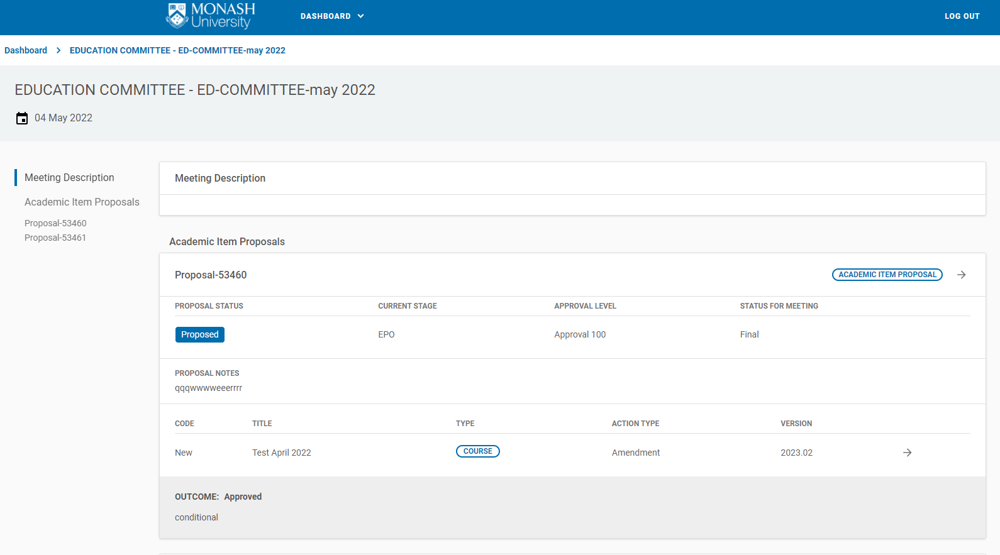 MONASH University
DASHBOARD
LOG OUT
Dashboard
EDUCATION COMMITTEE - ED-COMMITTEE-may 2022
EDUCATION COMMITTEE - ED-COMMITTEE-may 2022
04 May 2022
Meeting Description
Academic Item Proposals
Proposal-53460
Proposal-53461
Meeting Description
Academic Item Proposals
Proposal-53460
ACADEMIC ITEM PROPOSAL
PROPOSAL STATUS CURRENT STAGE APPROVAL LEVEL STATUS FOR MEETING
Proposed EPO Approval 100 Final
PROPOSAL NOTES
qqqwwwweeerrrr
CODE TITLE TYPE ACTION TYPE VERSION
New Test April 2022 COURSE Amendment 2023.02
OUTCOME: Approved
conditional